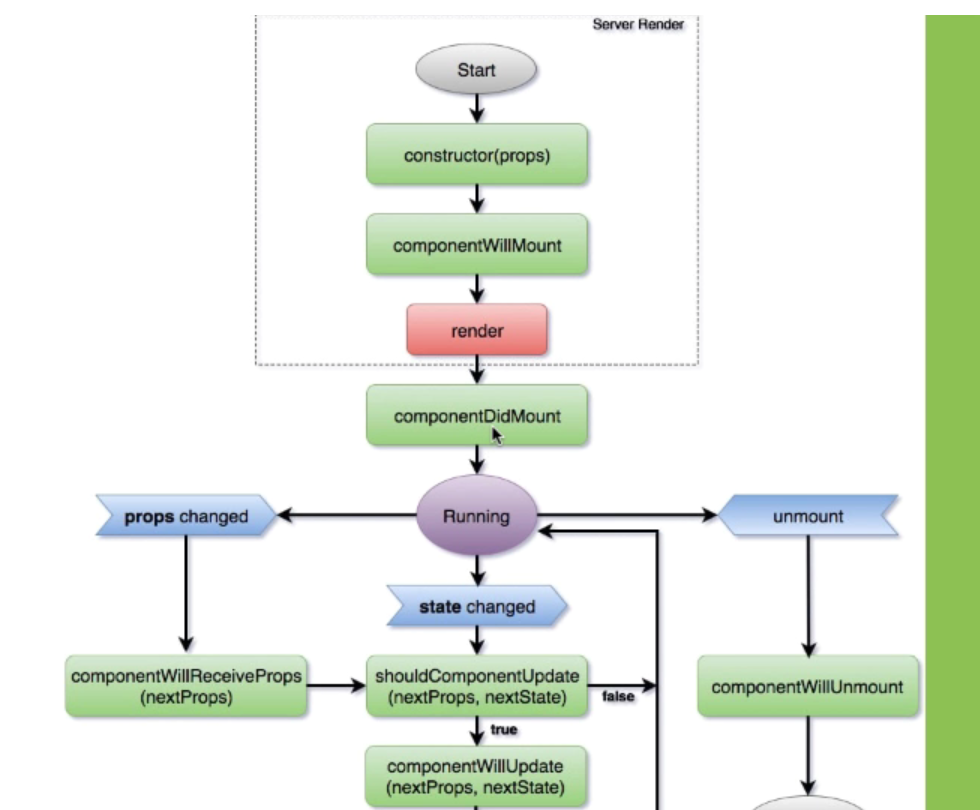 Server Render
Start
constructor(props)
componentWillMount
render
componentDidMount
props changed
Running
unmount
state changed
componentWillReceiveProps
(nextProps)
shouldComponentUpdate
(nextProps, nextState)
false
componentWillUnmount
true
componentWillUpdate
(nextProps, nextState)